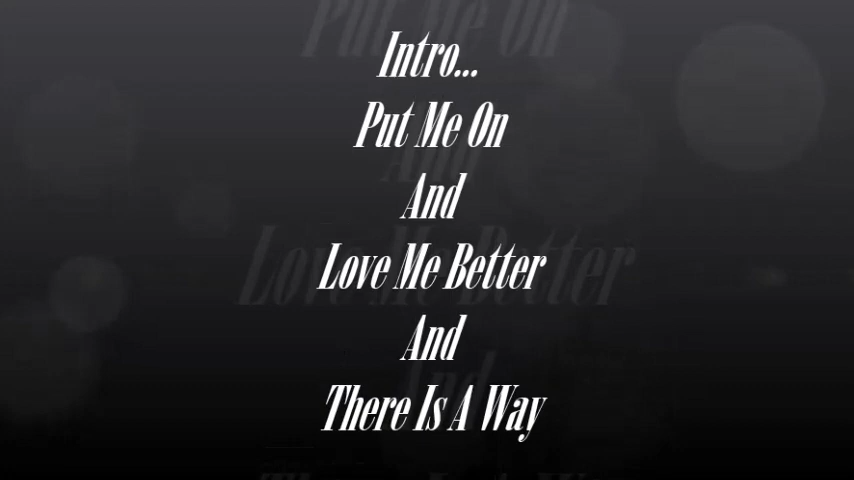 Intro...
Put Me On
And
Love Me Better
And
There Is A Way